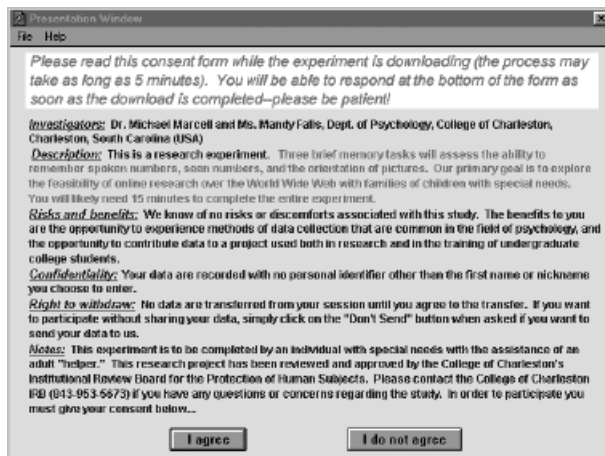 Presentation Window
File Help
Please read this consent form while the experiment is downloading (the process may
take as long as 5 minutes). You will be able to respond at the bottom of the form as
soon as the download is completed--please be patient!
Investigators: Dr. Michael Marcell and Ms. Mandy Falls, Dept. of Psychology, College of Charleston,
Charleston, South Carolina (USA)
Description: This is a research experiment. Three brief memory tasks will assess the ability to
remember spoken numbers, seen numbers, and the orientation of pictures. Our primary goal is to explore
the feasibility of online research over the World Wide Web with families of children with special needs.
You will likely need 15 minutes to complete the entire experiment.
Risks and benefits: We know of no risks or discomforts associated with this study. The benefits to you
are the opportunity to experience methods of data collection that are common in the field of psychology, and
the opportunity to contribute data to a project used both in research and in the training of undergraduate
college students.
Confidentiality: Your data are recorded with no personal identifier other than the first name or nickname
you choose to enter.
Right to withdraw: No data are transferred from your session until you agree to the transfer. If you want
to participate without sharing your data, simply click on the "Don't Send" button when asked if you want to
send your data to us.
Notes: This experiment is to be completed by an individual with special needs with the assistance of an
adult "helper." This research project has been reviewed and approved by the College of Charleston's
Institutional Review Board for the Protection of Human Subjects. Please contact the College of Charleston
IRB (843-953-5673) if you have any questions or concerns regarding the study. In order to participate you
must give your consent below...
I agree I do not agree